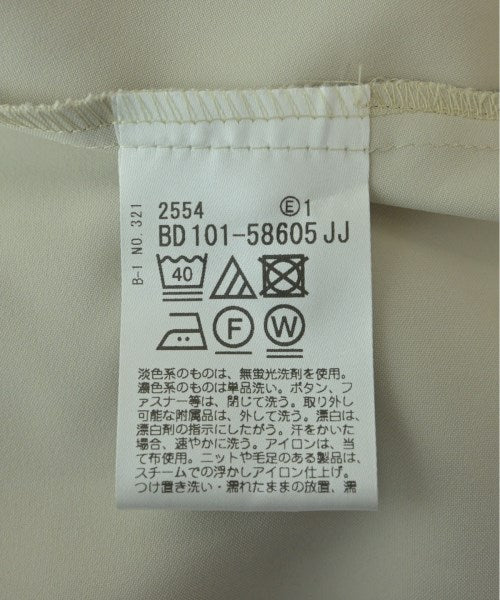 2554 Ⓔ1
BD101-58605JJ
B-1 NO. 321
40
F W
淡色系のものは、無蛍光洗剤を使用。
濃色系のものは単品洗い。ボタン、フ
ァスナー等は、閉じて洗う。取り外し
可能な附属品は、外して洗う。漂白は、
漂白剤の指示にしたがう。汗をかいた
場合、速やかに洗う。アイロンは、当
て布使用。ニットや毛足のある製品は、
スチームでの浮かしアイロン仕上げ。
つけ置き洗い・濡れたままの放置、濡